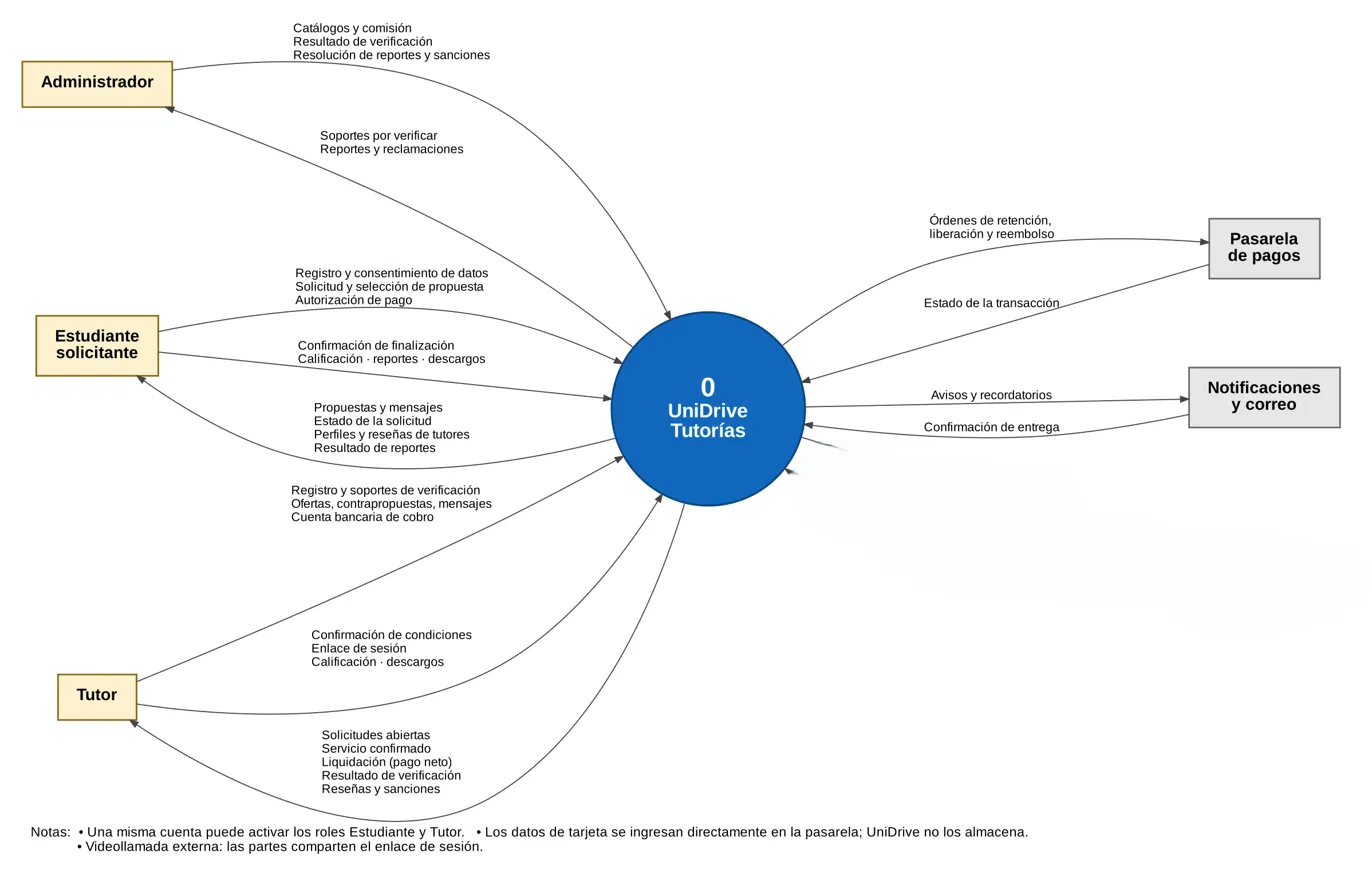 Catálogos y comisión
Resultado de verificación
Resolución de reportes y sanciones
Administrador
Soportes por verificar
Reportes y reclamaciones
Órdenes de retención,
liberación y reembolso
Pasarela
de pagos
Registro y consentimiento de datos
Solicitud y selección de propuesta
Autorización de pago
Estado de la transacción
Estudiante
solicitante
Confirmación de finalización
Calificación · reportes · descargos
0
UniDrive
Tutorías
Avisos y recordatorios
Notificaciones
y correo
Confirmación de entrega
Propuestas y mensajes
Estado de la solicitud
Perfiles y reseñas de tutores
Resultado de reportes
Registro y soportes de verificación
Ofertas, contrapropuestas, mensajes
Cuenta bancaria de cobro
Confirmación de condiciones
Enlace de sesión
Calificación · descargos
Tutor
Solicitudes abiertas
Servicio confirmado
Liquidación (pago neto)
Resultado de verificación
Reseñas y sanciones
Notas: • Una misma cuenta puede activar los roles Estudiante y Tutor. • Los datos de tarjeta se ingresan directamente en la pasarela; UniDrive no los almacena.
• Videollamada externa: las partes comparten el enlace de sesión.